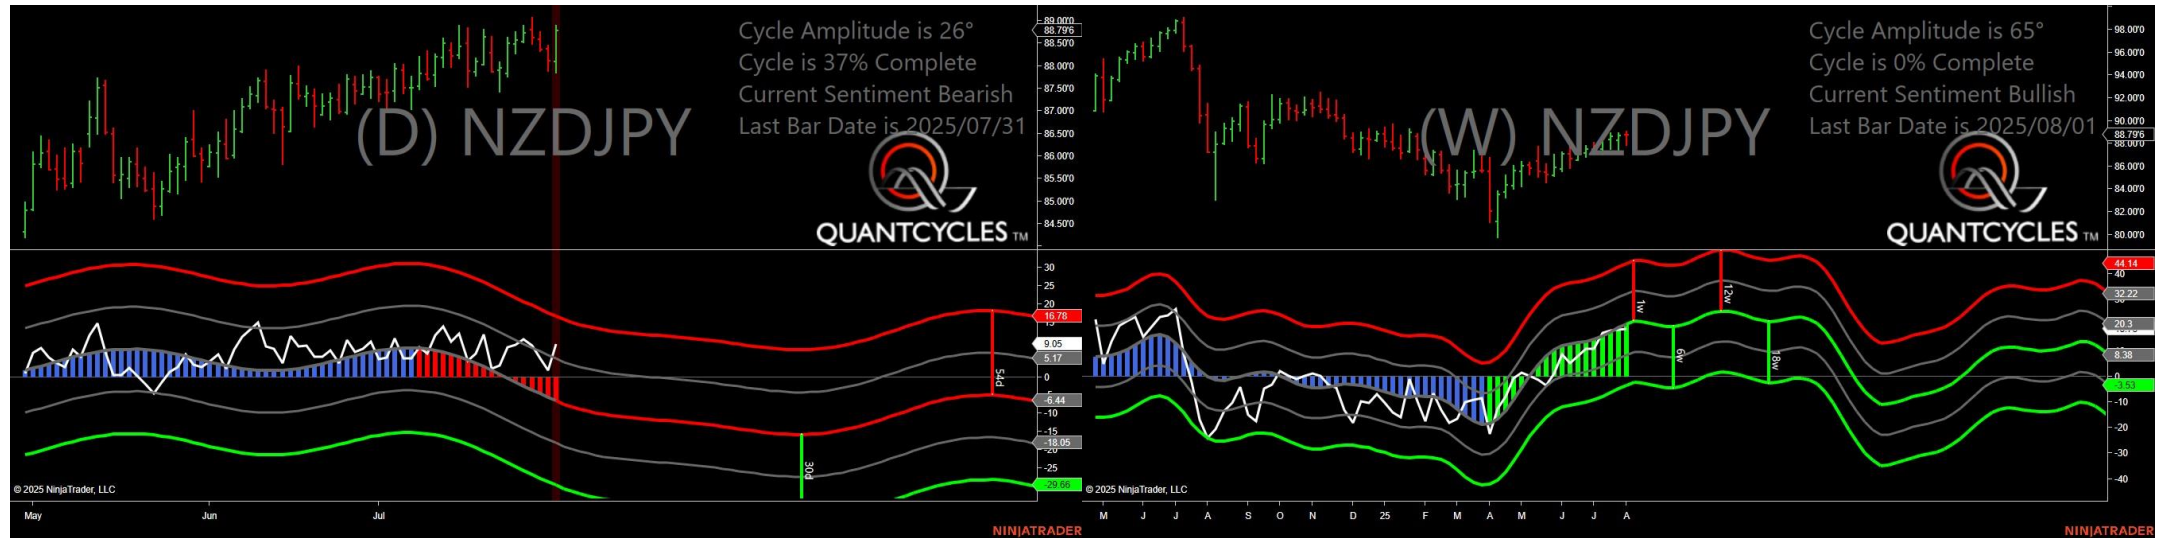 Cycle Amplitude is 26°
Cycle is 37% Complete
Current Sentiment Bearish
Last Bar Date is 2025/07/31
(D) NZDJPY
QUANTCYCLES TM
89.00'0
88.79'6
88.50'0
88.00'0
87.50'0
87.00'0
86.50'0
86.00'0
85.50'0
85.00'0
84.50'0
30
25
20
16.78
9.05
5.17
0
-6.44
-10
-15
-18.05
-20
-25
-29.66
54d
30d
© 2025 NinjaTrader, LLC
May Jun Jul
NINJATRADER
Cycle Amplitude is 65°
Cycle is 0% Complete
Current Sentiment Bullish
Last Bar Date is 2025/08/01
(W) NZDJPY
QUANTCYCLES TM
98.00'0
96.00'0
94.00'0
92.00'0
90.00'0
88.79'6
88.00'0
86.00'0
84.00'0
82.00'0
80.00'0
44.14
40
32.22
20.3
8.38
-3.53
-10
-20
-30
-40
1w
12w
6w
18w
© 2025 NinjaTrader, LLC
M J J A S O N D 25 F M A M J J A
NINJATRADER